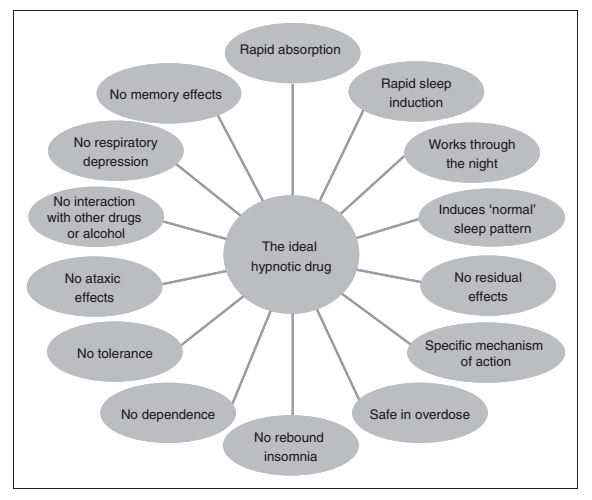 Rapid absorption
Rapid sleep
induction
Works through
the night
Induces ‘normal’
sleep pattern
No residual
effects
Specific mechanism
of action
Safe in overdose
No rebound
insomnia
No dependence
No tolerance
No ataxic
effects
No interaction
with other drugs
or alcohol
No respiratory
depression
No memory effects
The ideal
hypnotic drug